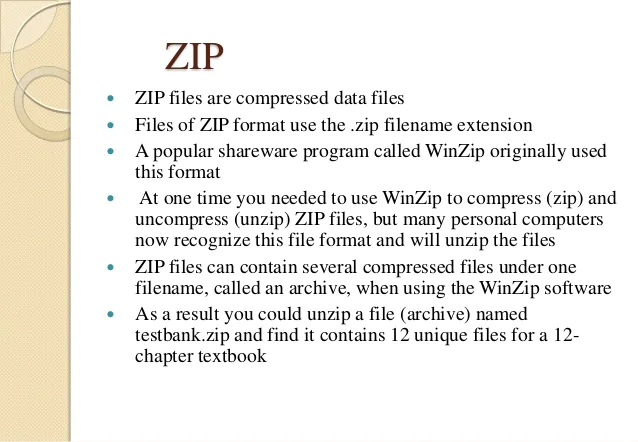 ZIP
• ZIP files are compressed data files
• Files of ZIP format use the .zip filename extension
• A popular shareware program called WinZip originally used
this format
• At one time you needed to use WinZip to compress (zip) and
uncompress (unzip) ZIP files, but many personal computers
now recognize this file format and will unzip the files
• ZIP files can contain several compressed files under one
filename, called an archive, when using the WinZip software
• As a result you could unzip a file (archive) named
testbank.zip and find it contains 12 unique files for a 12-
chapter textbook